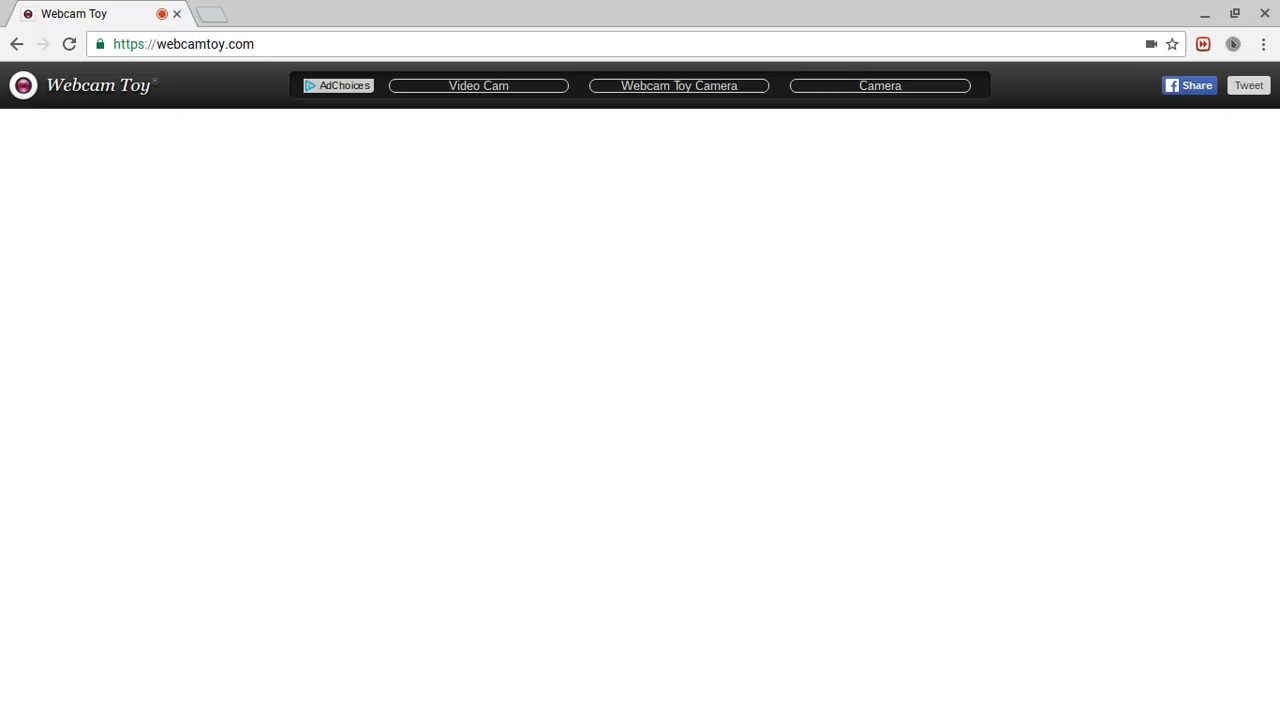 Webcam Toy
https://webcamtoy.com
Webcam Toy®
AdChoices
Video Cam
Webcam Toy Camera
Camera
Share
Tweet